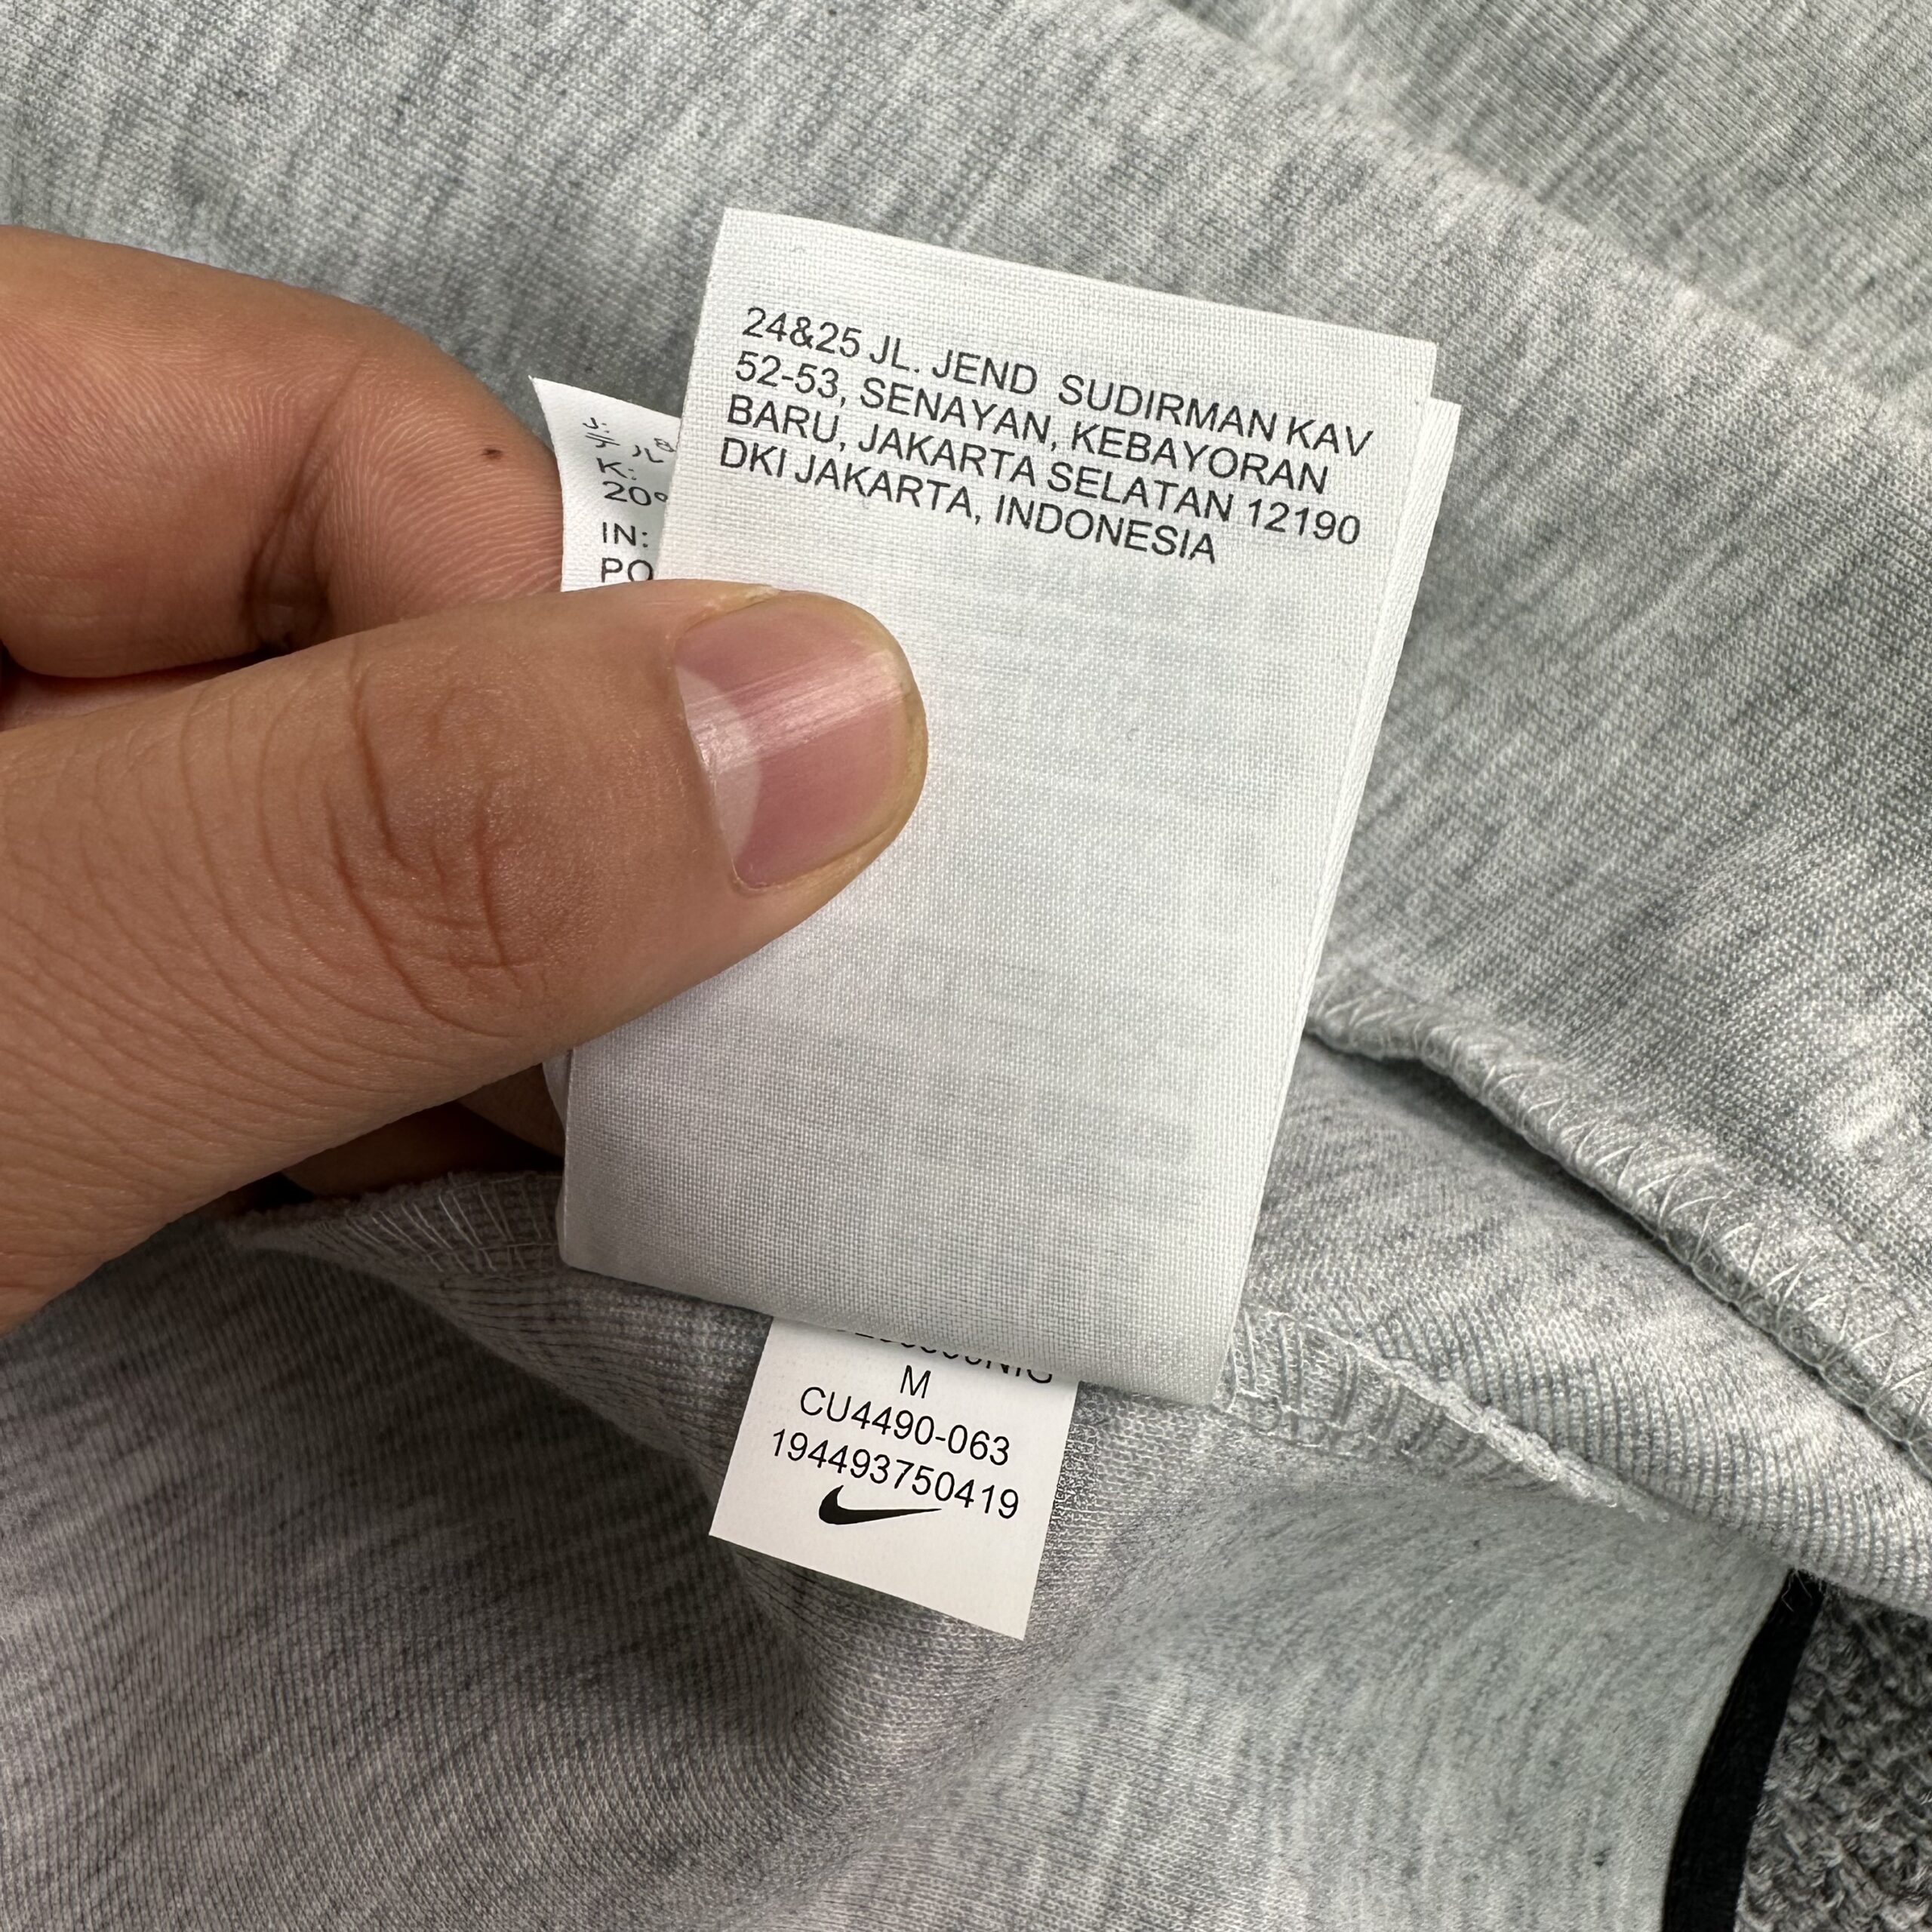 24&25 JL. JEND SUDIRMAN KAV
52-53, SENAYAN, KEBAYORAN
BARU, JAKARTA SELATAN 12190
DKI JAKARTA, INDONESIA
K:
20°
IN:
PO
M
CU4490-063
194493750419